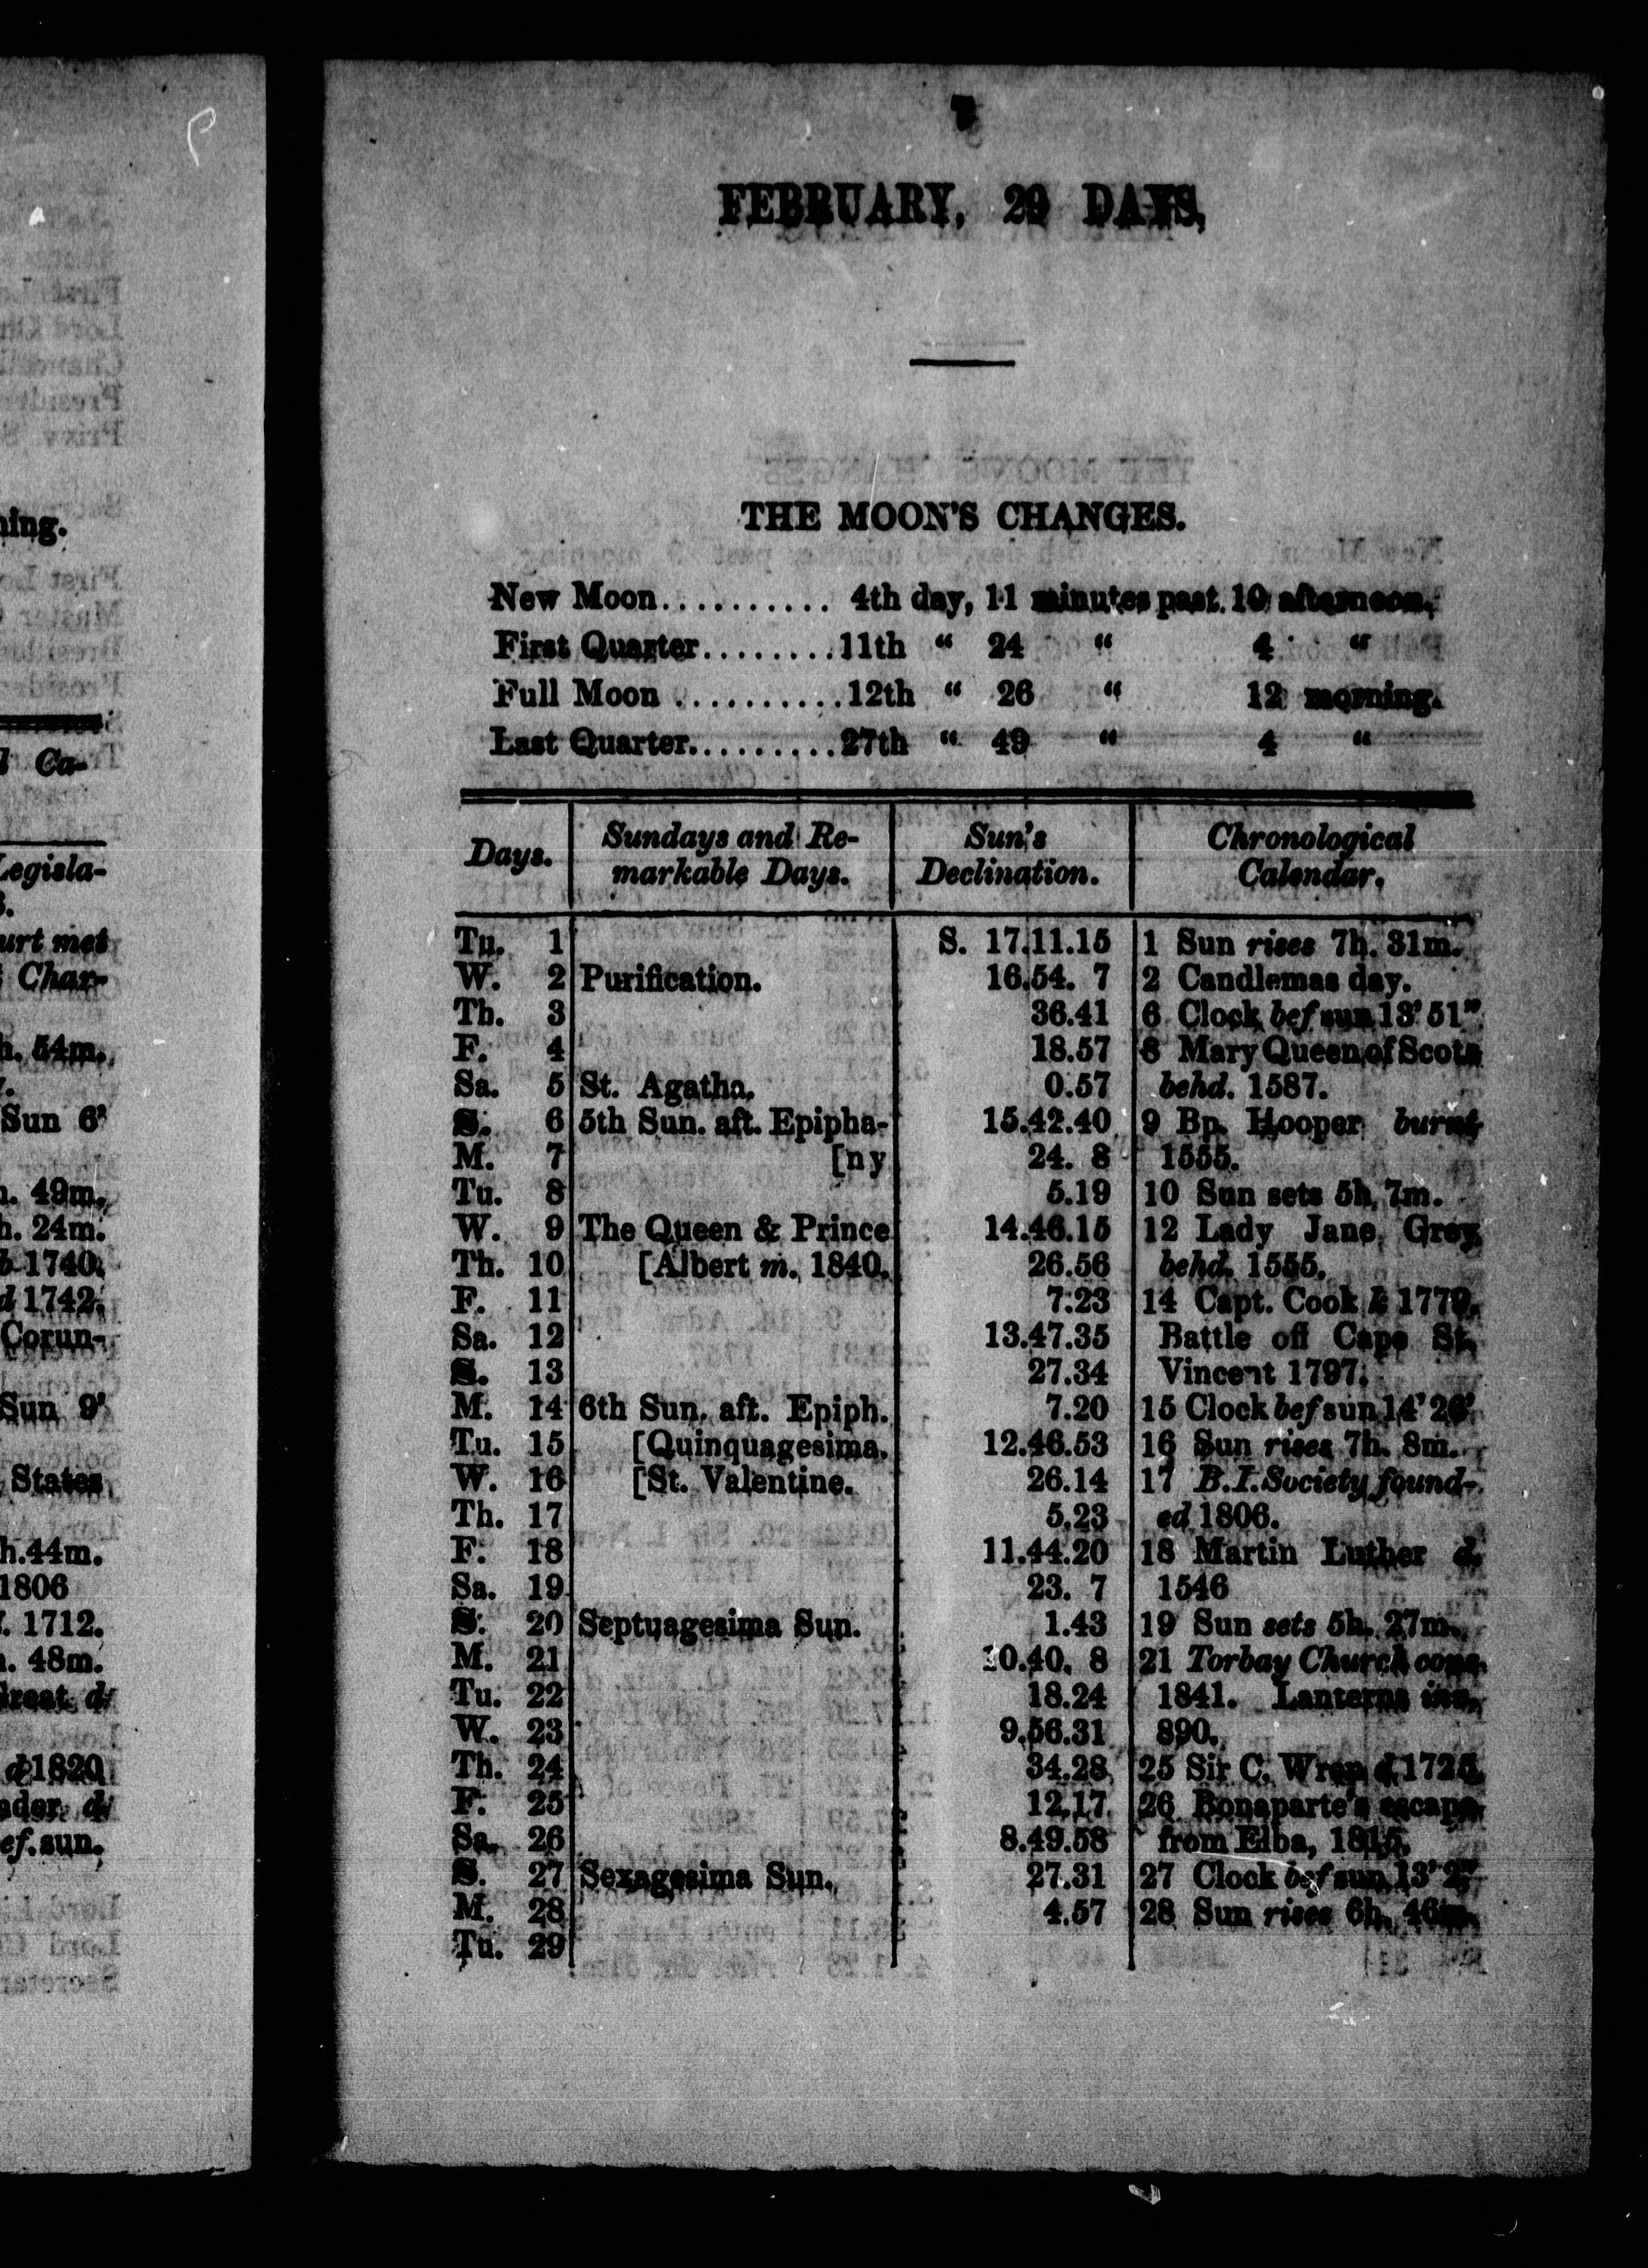 FEBRUARY, 29 DAYS,
THE MOON'S CHANGES.
New Moon.......... 4th day, 11 minutes past 10 afternoon.
First Quarter........11th “ 24 “ 4 “
Full Moon ..........12th “ 26 “ 12 morning.
Last Quarter.........27th “ 49 “ 4 “
Days. Sundays and Re- Sun's Chronological
markable Days. Declination. Calendar.
Tu. 1 S. 17.11.15 1 Sun rises 7h. 31m.
W. 2 Purification. 16.54. 7 2 Candlemas day.
Th. 3 36.41 6 Clock bef sun 13' 51"
F. 4 18.57 8 Mary Queen of Scots
Sa. 5 St. Agatha. 0.57 behd. 1587.
S. 6 5th Sun. aft. Epipha- 15.42.40 9 Bp. Hooper burnt
M. 7 [ny 24. 8 1555.
Tu. 8 5.19 10 Sun sets 5h. 7m.
W. 9 The Queen & Prince 14.46.15 12 Lady Jane Grey
Th. 10 [Albert m. 1840. 26.56 behd. 1555.
F. 11 7.23 14 Capt. Cook k 1779.
Sa. 12 13.47.35 Battle off Cape St.
S. 13 27.34 Vincent 1797.
M. 14 6th Sun. aft. Epiph. 7.20 15 Clock bef sun 14' 26'
Tu. 15 [Quinquagesima. 12.46.53 16 Sun rises 7h. 8m.
W. 16 [St. Valentine. 26.14 17 B.I. Society found-
Th. 17 5.23 ed 1806.
F. 18 11.44.20 18 Martin Luther d.
Sa. 19 23. 7 1546
S. 20 Septuagesima Sun. 1.43 19 Sun sets 5h. 27m.
M. 21 10.40. 8 21 Torbay Church cons.
Tu. 22 18.24 1841. Lanterns inv.
W. 23 9.56.31 890.
Th. 24 34.28 25 Sir C. Wren d. 1723.
F. 25 12.17 26 Bonaparte's escape
Sa. 26 8.49.58 from Elba, 1815.
S. 27 Sexagesima Sun. 27.31 27 Clock bef sun 13' 2"
M. 28 4.57 28 Sun rises 6h. 46m.
Tu. 29